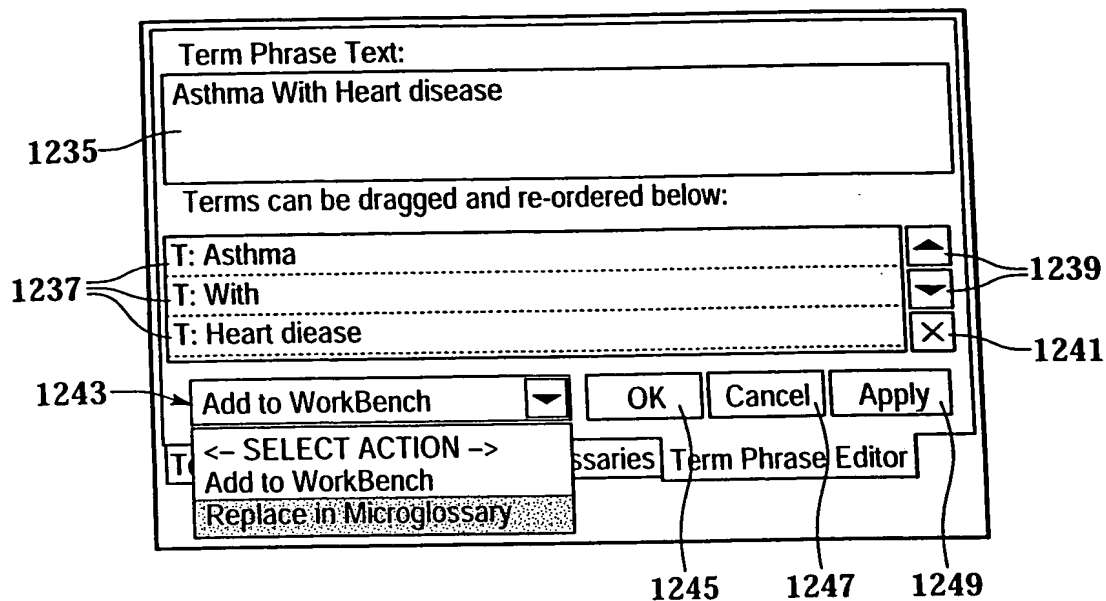 Term Phrase Text:
Asthma With Heart disease
1235
Terms can be dragged and re-ordered below:
T: Asthma
1239
1237
T: With
T: Heart diease
1241
1243
Add to WorkBench
OK
Cancel
Apply
<– SELECT ACTION –>
ssaries
Term Phrase Editor
Add to WorkBench
Replace in Microglossary
1245
1247
1249